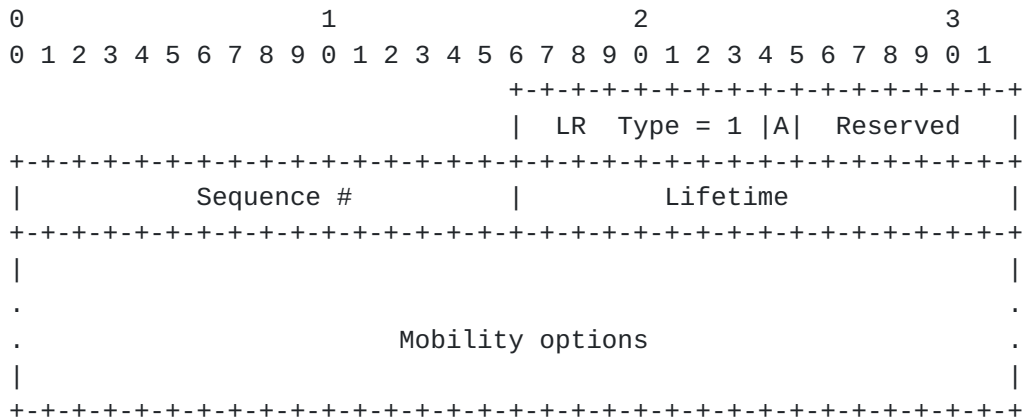 0                   1                   2                   3
0 1 2 3 4 5 6 7 8 9 0 1 2 3 4 5 6 7 8 9 0 1 2 3 4 5 6 7 8 9 0 1
                                +-+-+-+-+-+-+-+-+-+-+-+-+-+-+-+-+
                                |  LR  Type = 1 |A|  Reserved   |
+-+-+-+-+-+-+-+-+-+-+-+-+-+-+-+-+-+-+-+-+-+-+-+-+-+-+-+-+-+-+-+-+
|           Sequence #          |         Lifetime              |
+-+-+-+-+-+-+-+-+-+-+-+-+-+-+-+-+-+-+-+-+-+-+-+-+-+-+-+-+-+-+-+-+
|                                                               |
.                                                               .
.                        Mobility options                       .
|                                                               |
+-+-+-+-+-+-+-+-+-+-+-+-+-+-+-+-+-+-+-+-+-+-+-+-+-+-+-+-+-+-+-+-+